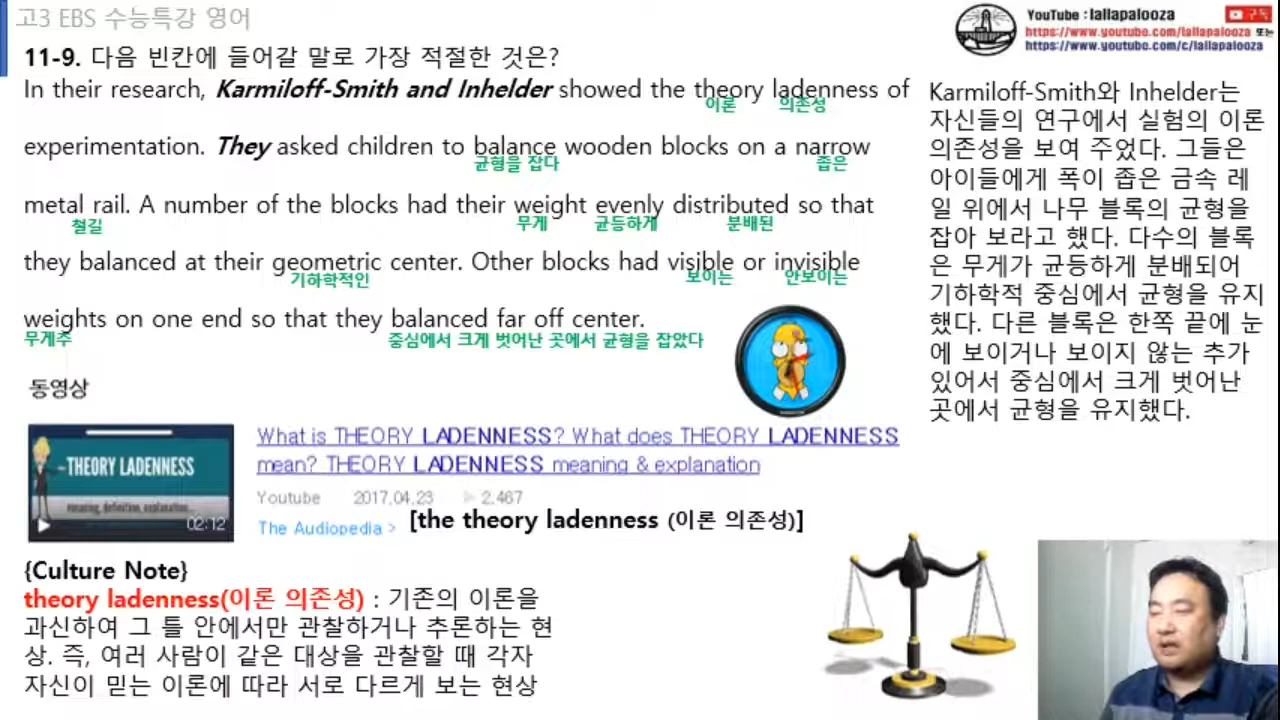 고3 EBS 수능특강 영어
YouTube : lallapalooza
구독
https://www.youtube.com/lallapalooza 또는
https://www.youtube.com/c/lallapalooza
11-9. 다음 빈칸에 들어갈 말로 가장 적절한 것은?
In their research, Karmiloff-Smith and Inhelder showed the theory ladenness of
이론 의존성
experimentation. They asked children to balance wooden blocks on a narrow
균형을 잡다 좁은
metal rail. A number of the blocks had their weight evenly distributed so that
철길 무게 균등하게 분배된
they balanced at their geometric center. Other blocks had visible or invisible
기하학적인 보이는 안보이는
weights on one end so that they balanced far off center.
무게추 중심에서 크게 벗어난 곳에서 균형을 잡았다
Karmiloff-Smith와 Inhelder는
자신들의 연구에서 실험의 이론
의존성을 보여 주었다. 그들은
아이들에게 폭이 좁은 금속 레
일 위에서 나무 블록의 균형을
잡아 보라고 했다. 다수의 블록
은 무게가 균등하게 분배되어
기하학적 중심에서 균형을 유지
했다. 다른 블록은 한쪽 끝에 눈
에 보이거나 보이지 않는 추가
있어서 중심에서 크게 벗어난
곳에서 균형을 유지했다.
동영상
THEORY LADENNESS
meaning, definition, explanation...
02:12
What is THEORY LADENNESS? What does THEORY LADENNESS
mean? THEORY LADENNESS meaning & explanation
Youtube 2017.04.23 2,467
The Audiopedia >
[the theory ladenness (이론 의존성)]
{Culture Note}
theory ladenness(이론 의존성) : 기존의 이론을
과신하여 그 틀 안에서만 관찰하거나 추론하는 현
상. 즉, 여러 사람이 같은 대상을 관찰할 때 각자
자신이 믿는 이론에 따라 서로 다르게 보는 현상